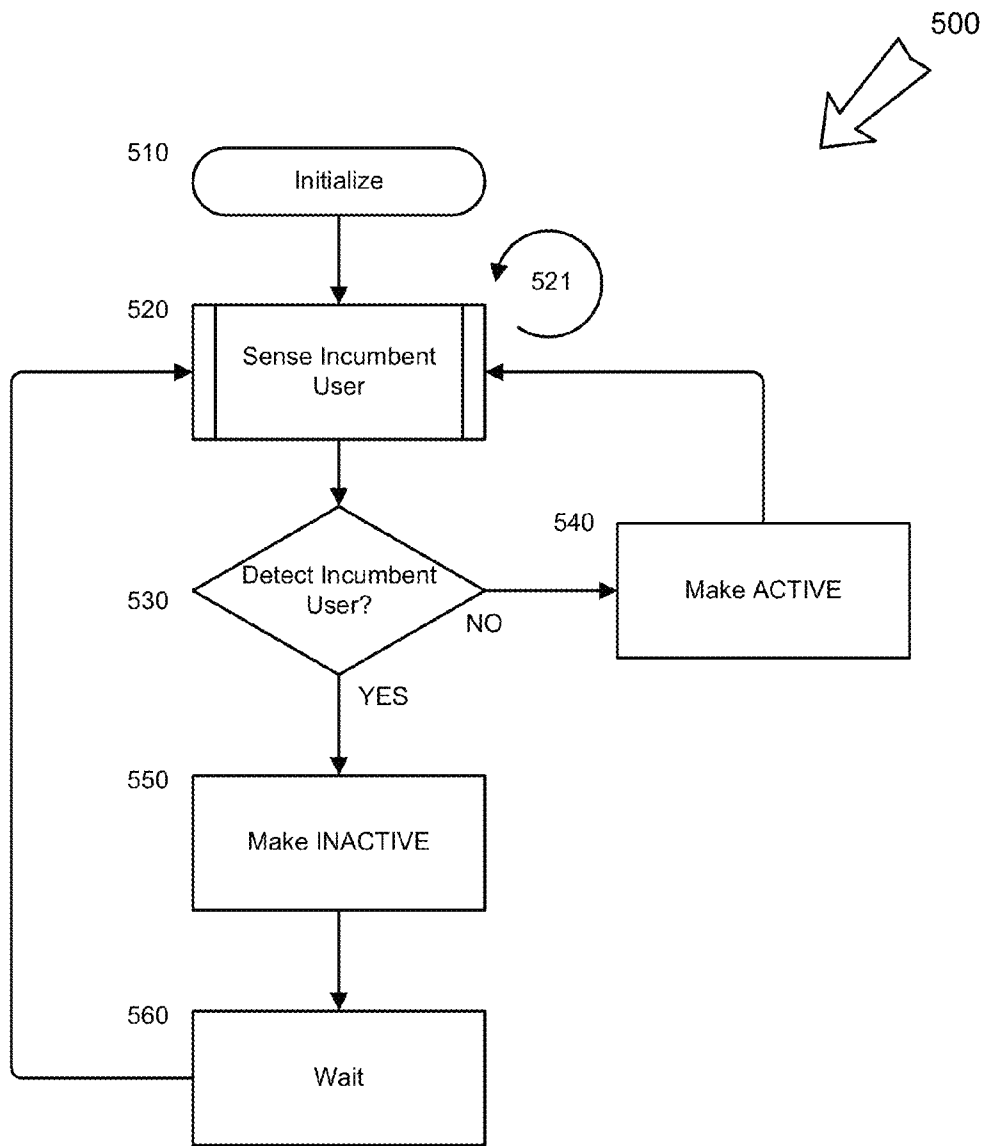 500
510
Initialize
521
520
Sense Incumbent
User
540
Detect Incumbent
User?
530
NO
Make ACTIVE
YES
550
Make INACTIVE
560
Wait